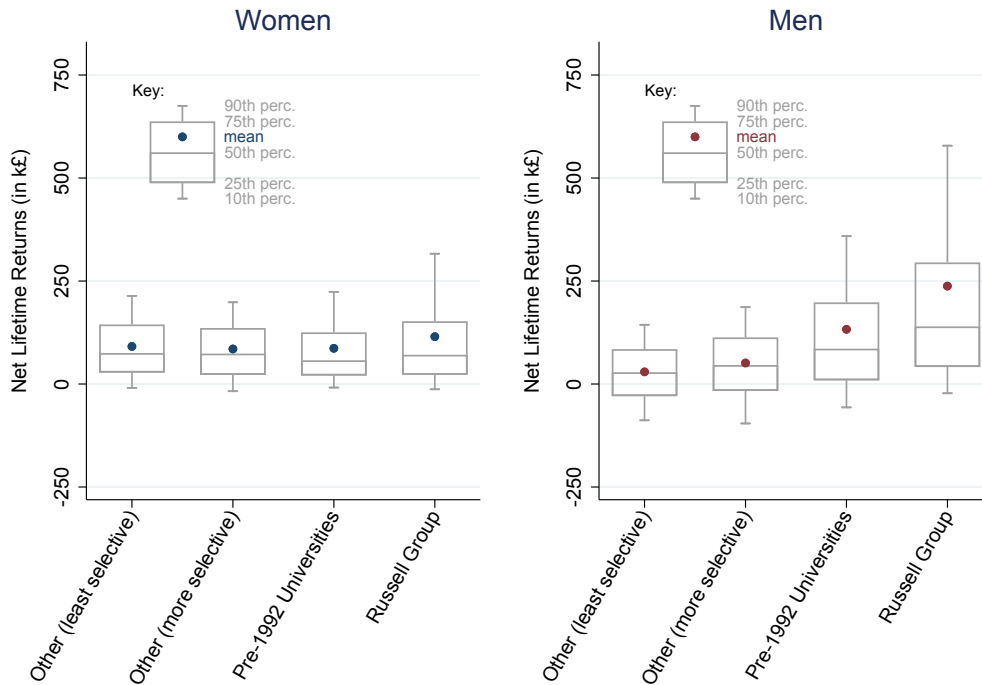 Women
Net Lifetime Returns (in k£)
750
500
250
0
-250
Key:
90th perc.
75th perc.
mean
50th perc.
25th perc.
10th perc.
Other (least selective)
Other (more selective)
Pre-1992 Universities
Russell Group
Men
Net Lifetime Returns (in k£)
750
500
250
0
-250
Key:
90th perc.
75th perc.
mean
50th perc.
25th perc.
10th perc.
Other (least selective)
Other (more selective)
Pre-1992 Universities
Russell Group